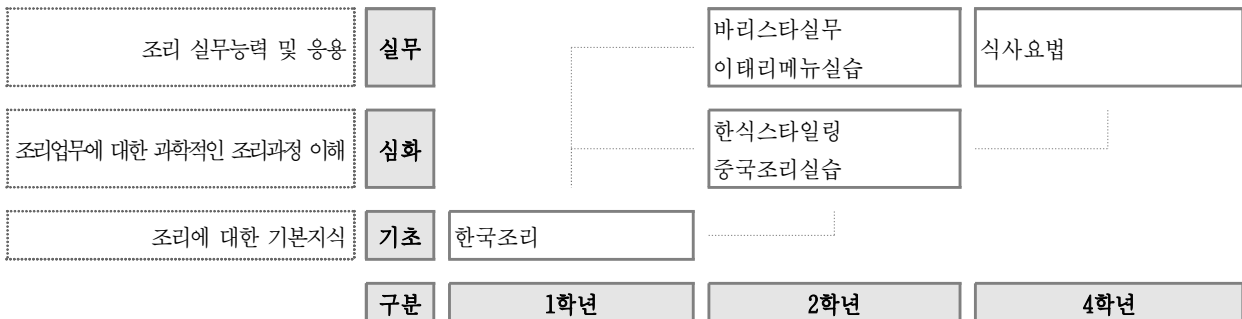 조리 실무능력 및 응용
실무
바리스타실무
이태리메뉴실습
식사요법
조리업무에 대한 과학적인 조리과정 이해
심화
한식스타일링
중국조리실습
조리에 대한 기본지식
기초
한국조리
구분
1학년
2학년
4학년